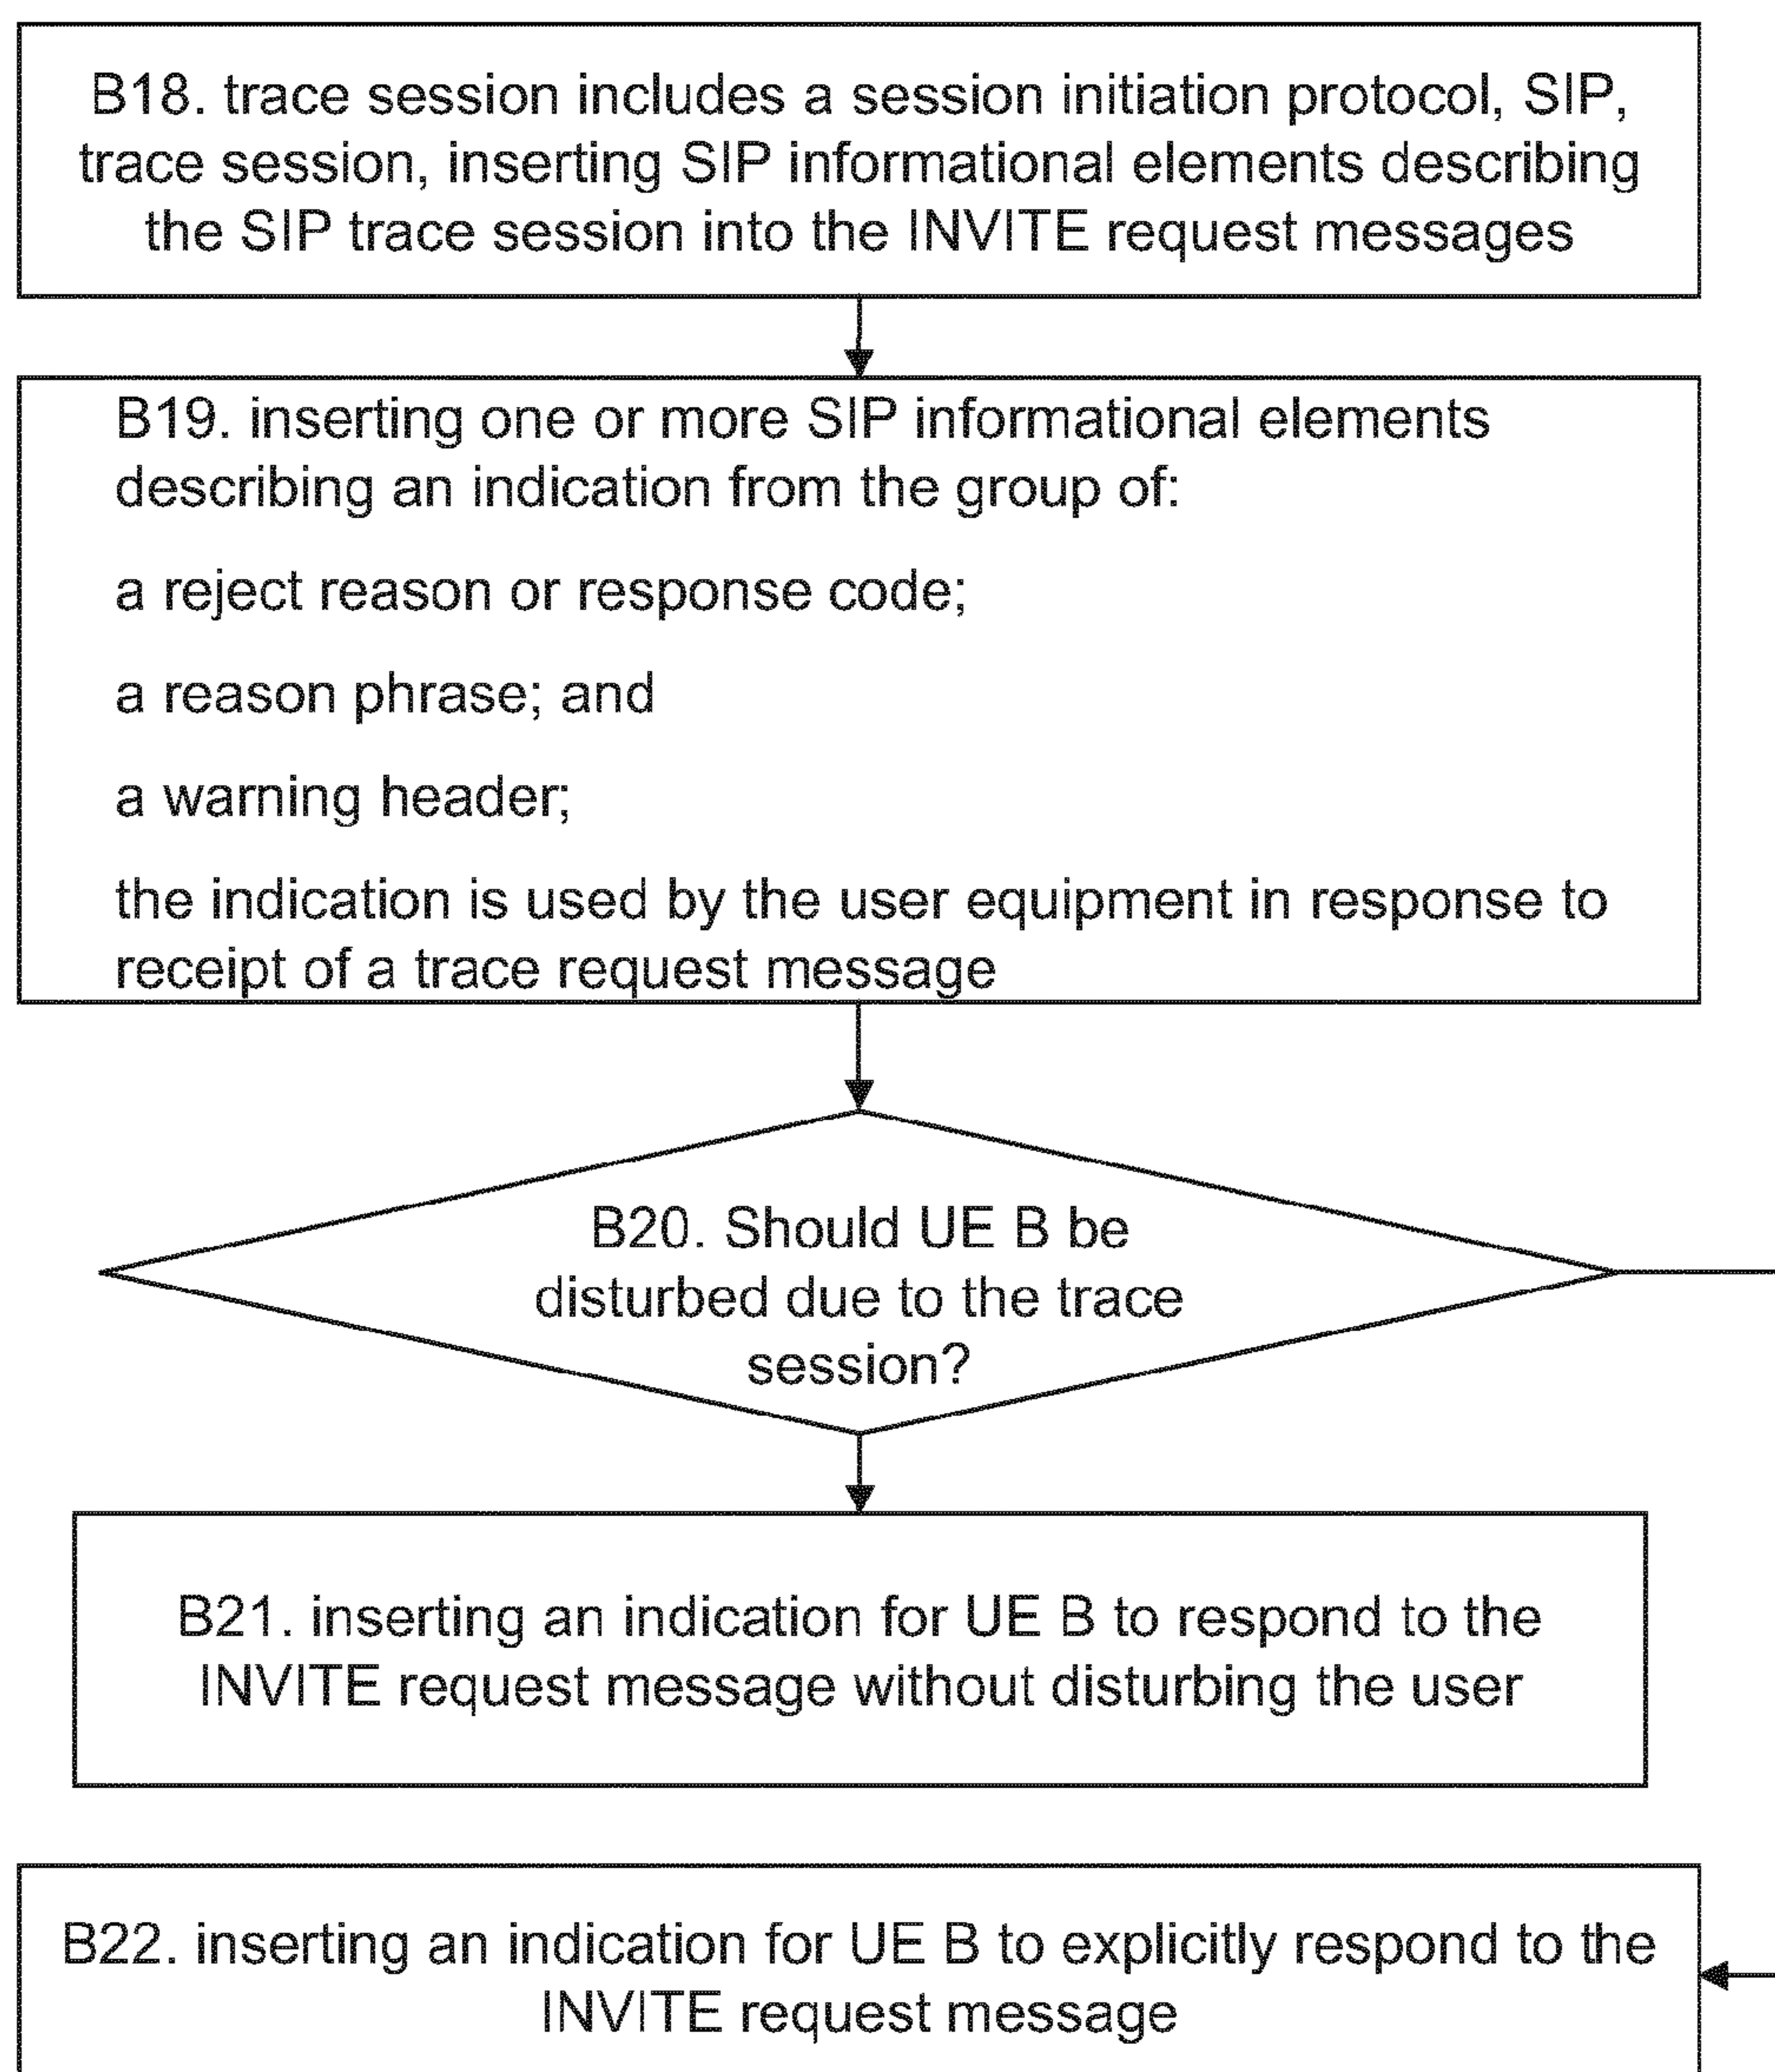 B18. trace session includes a session initiation protocol, SIP,
trace session, inserting SIP informational elements describing
the SIP trace session into the INVITE request messages
B19. inserting one or more SIP informational elements
describing an indication from the group of:
a reject reason or response code;
a reason phrase; and
a warning header;
the indication is used by the user equipment in response to
receipt of a trace request message
B20. Should UE B be
disturbed due to the trace
session?
B21. inserting an indication for UE B to respond to the
INVITE request message without disturbing the user
B22. inserting an indication for UE B to explicitly respond to the
INVITE request message